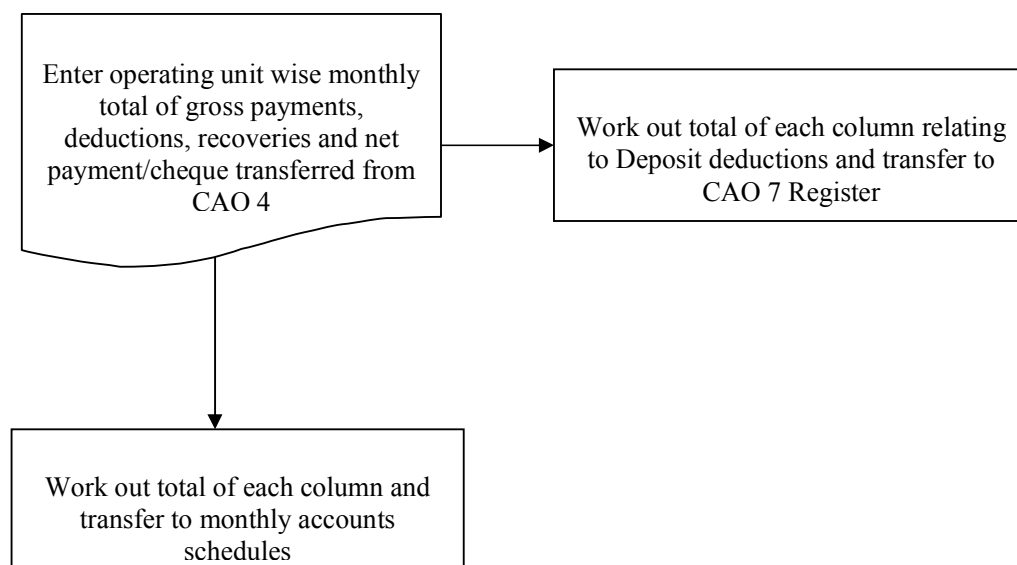 Enter operating unit wise monthly
total of gross payments,
deductions, recoveries and net
payment/cheque transferred from
CAO 4
Work out total of each column relating
to Deposit deductions and transfer to
CAO 7 Register
Work out total of each column and
transfer to monthly accounts
schedules